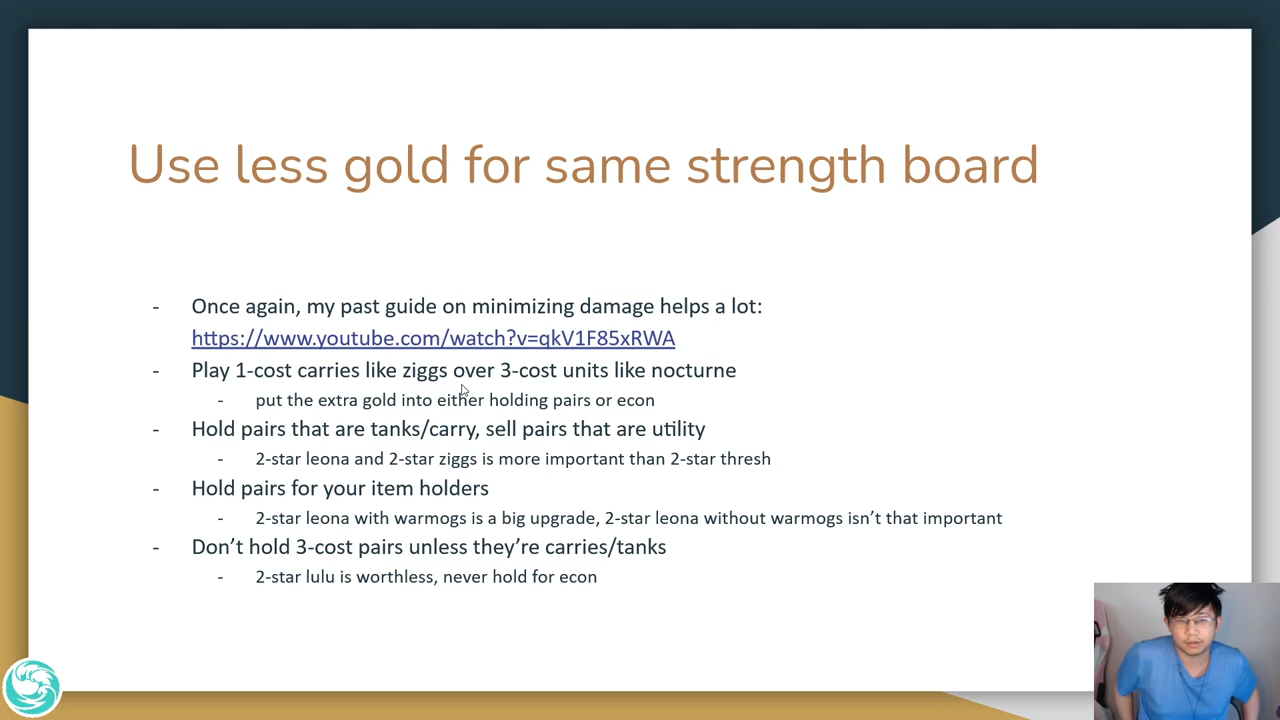 Use less gold for same strength board
- Once again, my past guide on minimizing damage helps a lot:
https://www.youtube.com/watch?v=qkV1F85xRWA
- Play 1-cost carries like ziggs over 3-cost units like nocturne
- put the extra gold into either holding pairs or econ
- Hold pairs that are tanks/carry, sell pairs that are utility
- 2-star leona and 2-star ziggs is more important than 2-star thresh
- Hold pairs for your item holders
- 2-star leona with warmogs is a big upgrade, 2-star leona without warmogs isn’t that important
- Don’t hold 3-cost pairs unless they’re carries/tanks
- 2-star lulu is worthless, never hold for econ